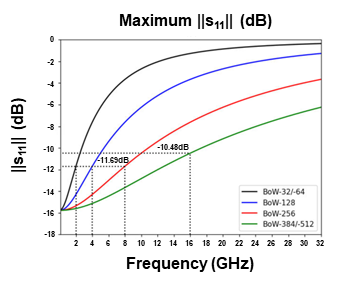 Maximum ||s11|| (dB)
||s11|| (dB)
0
-2
-4
-6
-8
-10
-12
-14
-16
-18
-10.48dB
-11.69dB
BoW-32/-64
BoW-128
BoW-256
BoW-384/-512
2 4 6 8 10 12 14 16 18 20 22 24 26 28 30 32
Frequency (GHz)